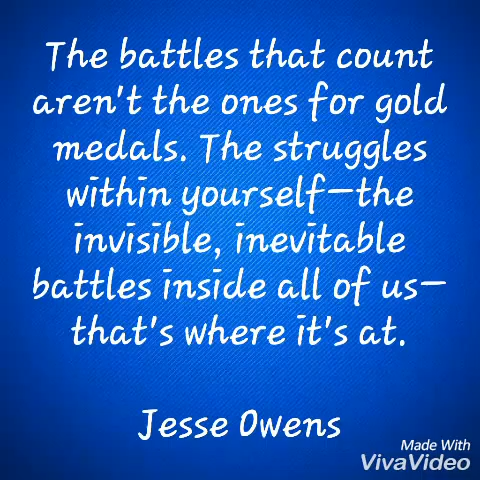 The battles that count
aren't the ones for gold
medals. The struggles
within yourself—the
invisible, inevitable
battles inside all of us—
that's where it's at.
Jesse Owens
Made With
VivaVideo